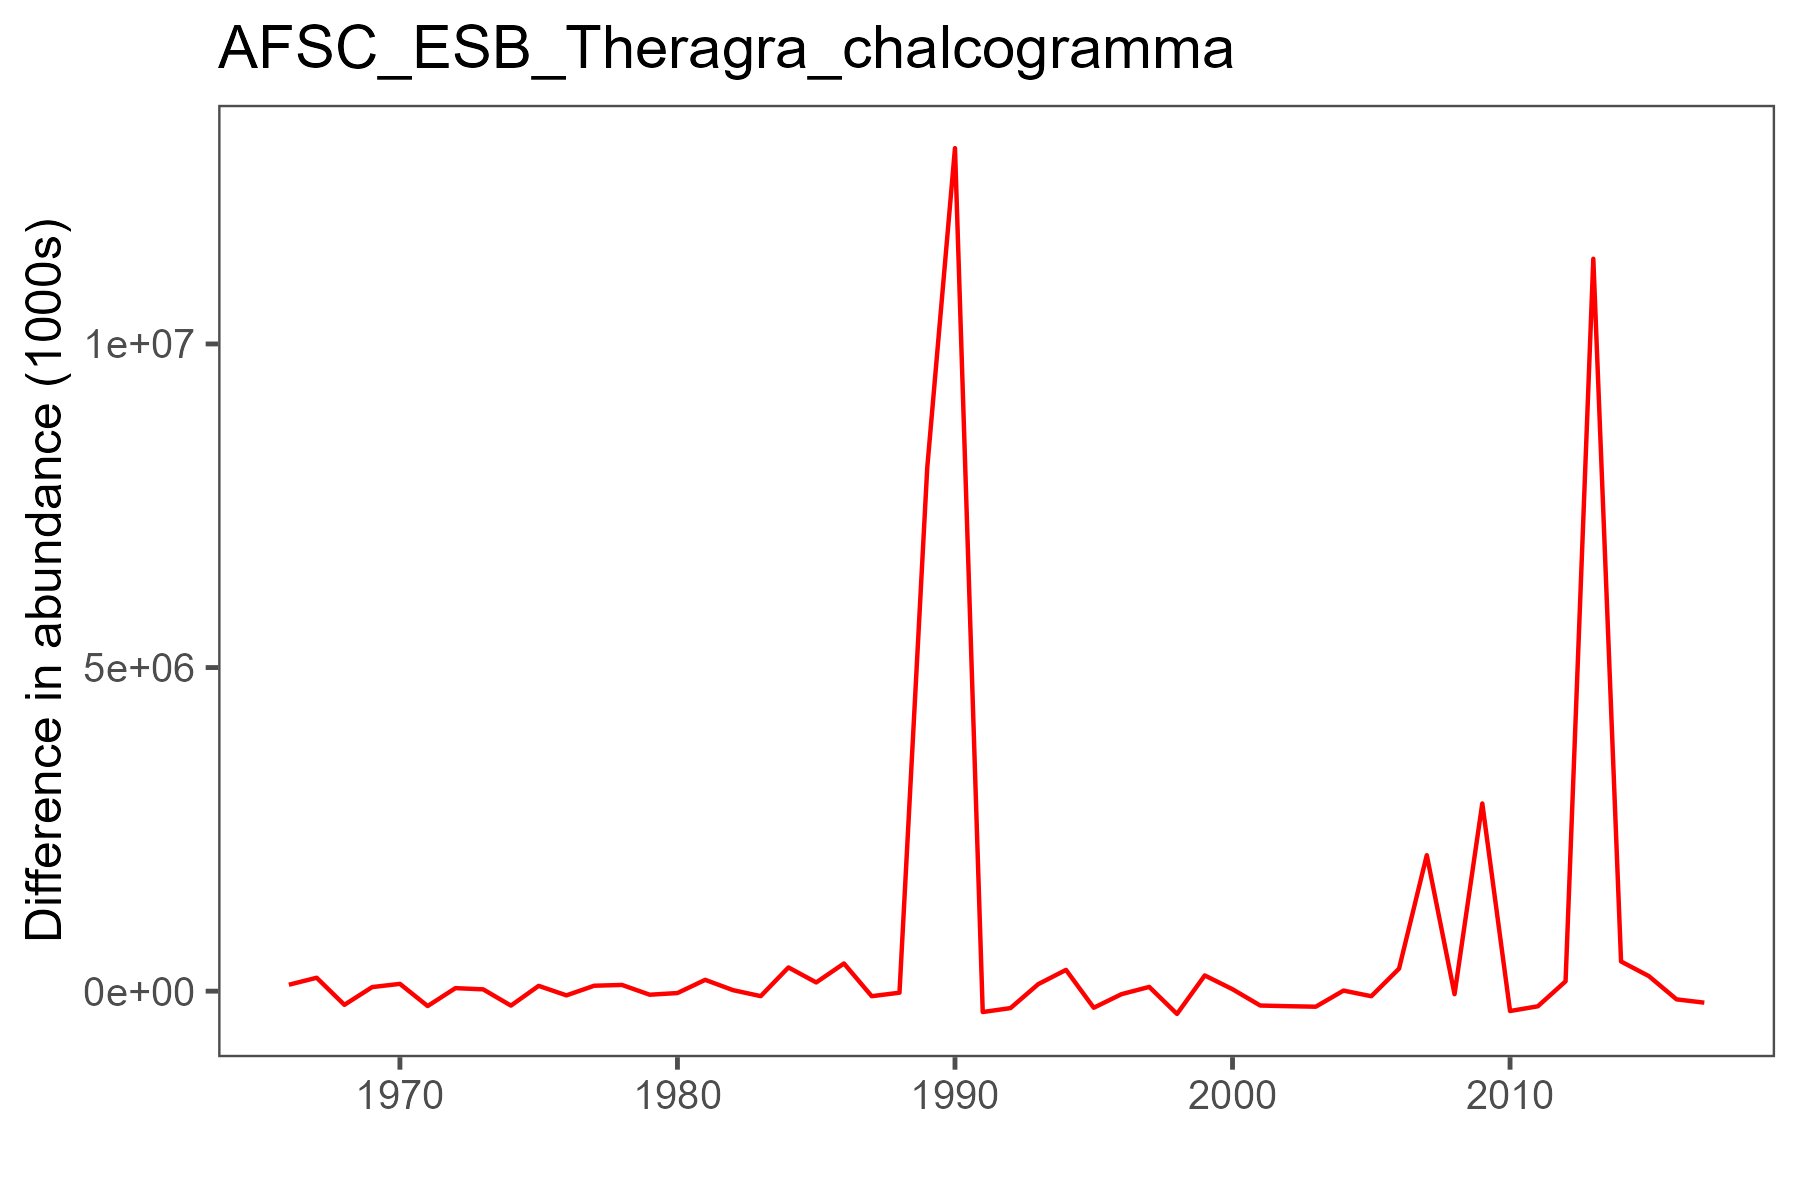 AFSC_ESB_Theragra_chalcogramma
Difference in abundance (1000s)
1e+07
5e+06
0e+00
1970 1980 1990 2000 2010